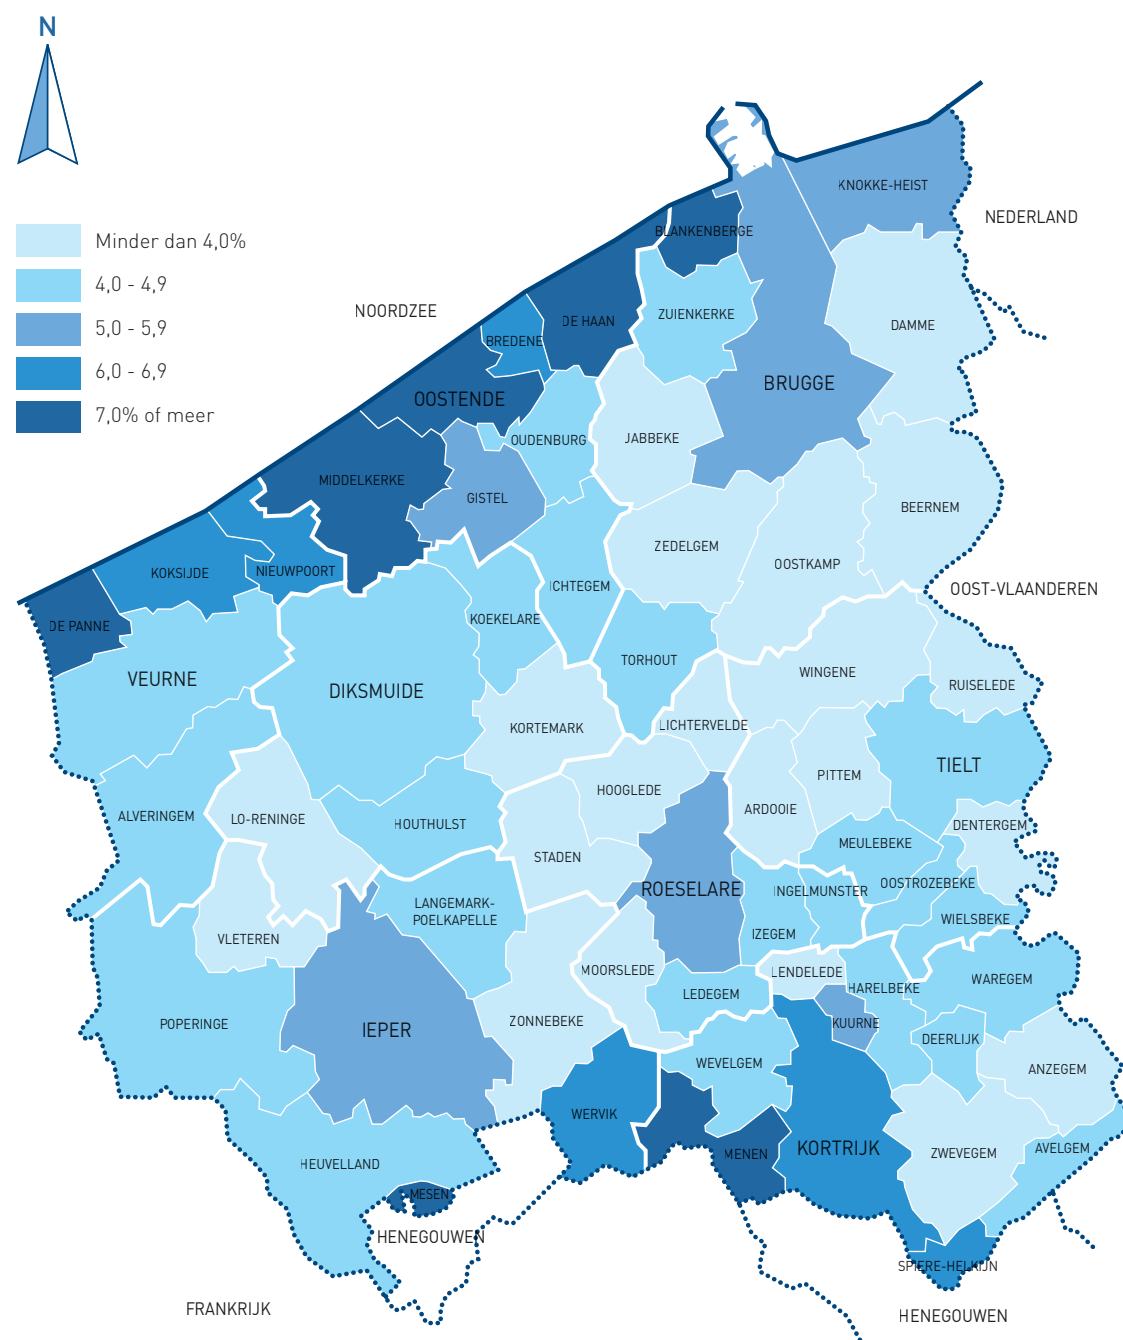 N
KNOKKE-HEIST
NEDERLAND
Minder dan 4,0%
4,0 - 4,9
5,0 - 5,9
6,0 - 6,9
7,0% of meer
BLANKENBERGE
NOORDZEE
ZUIENKERKE
DE HAAN
DAMME
BREDENE
BRUGGE
OOSTENDE
OUDENBURG
JABBEKE
MIDDELKERKE
GISTEL
BEERNEM
ZEDELGEM
OOSTKAMP
KOKSIJDE
NIEUWPOORT
ICHTEGEM
OOST-VLAANDEREN
DE PANNE
KOEKELARE
TORHOUT
VEURNE
DIKSMUIDE
WINGENE
RUISELEDE
KORTEMARK
LICHTERVELDE
TIELT
PITTEM
HOOGLEDE
ARDOOIE
ALVERINGEM
LO-RENINGE
HOUTHULST
DENTERGEM
MEULEBEKE
STADEN
ROESELARE
INGELMUNSTER
OOSTROZEBEKE
LANGEMARK-
POELKAPELLE
WIELSBEKE
VLETEREN
IZEGEM
MOORSLEDE
LENDELEDE
WAREGEM
HARELBEKE
LEDEGEM
POPERINGE
IEPER
ZONNEBEKE
KUURNE
DEERLIJK
WEVELGEM
ANZEGEM
WERVIK
MENEN
KORTRIJK
ZWEVEGEM
AVELGEM
HEUVELLAND
MESEN
HENEGOUWEN
SPIERE-HELKIJN
FRANKRIJK
HENEGOUWEN